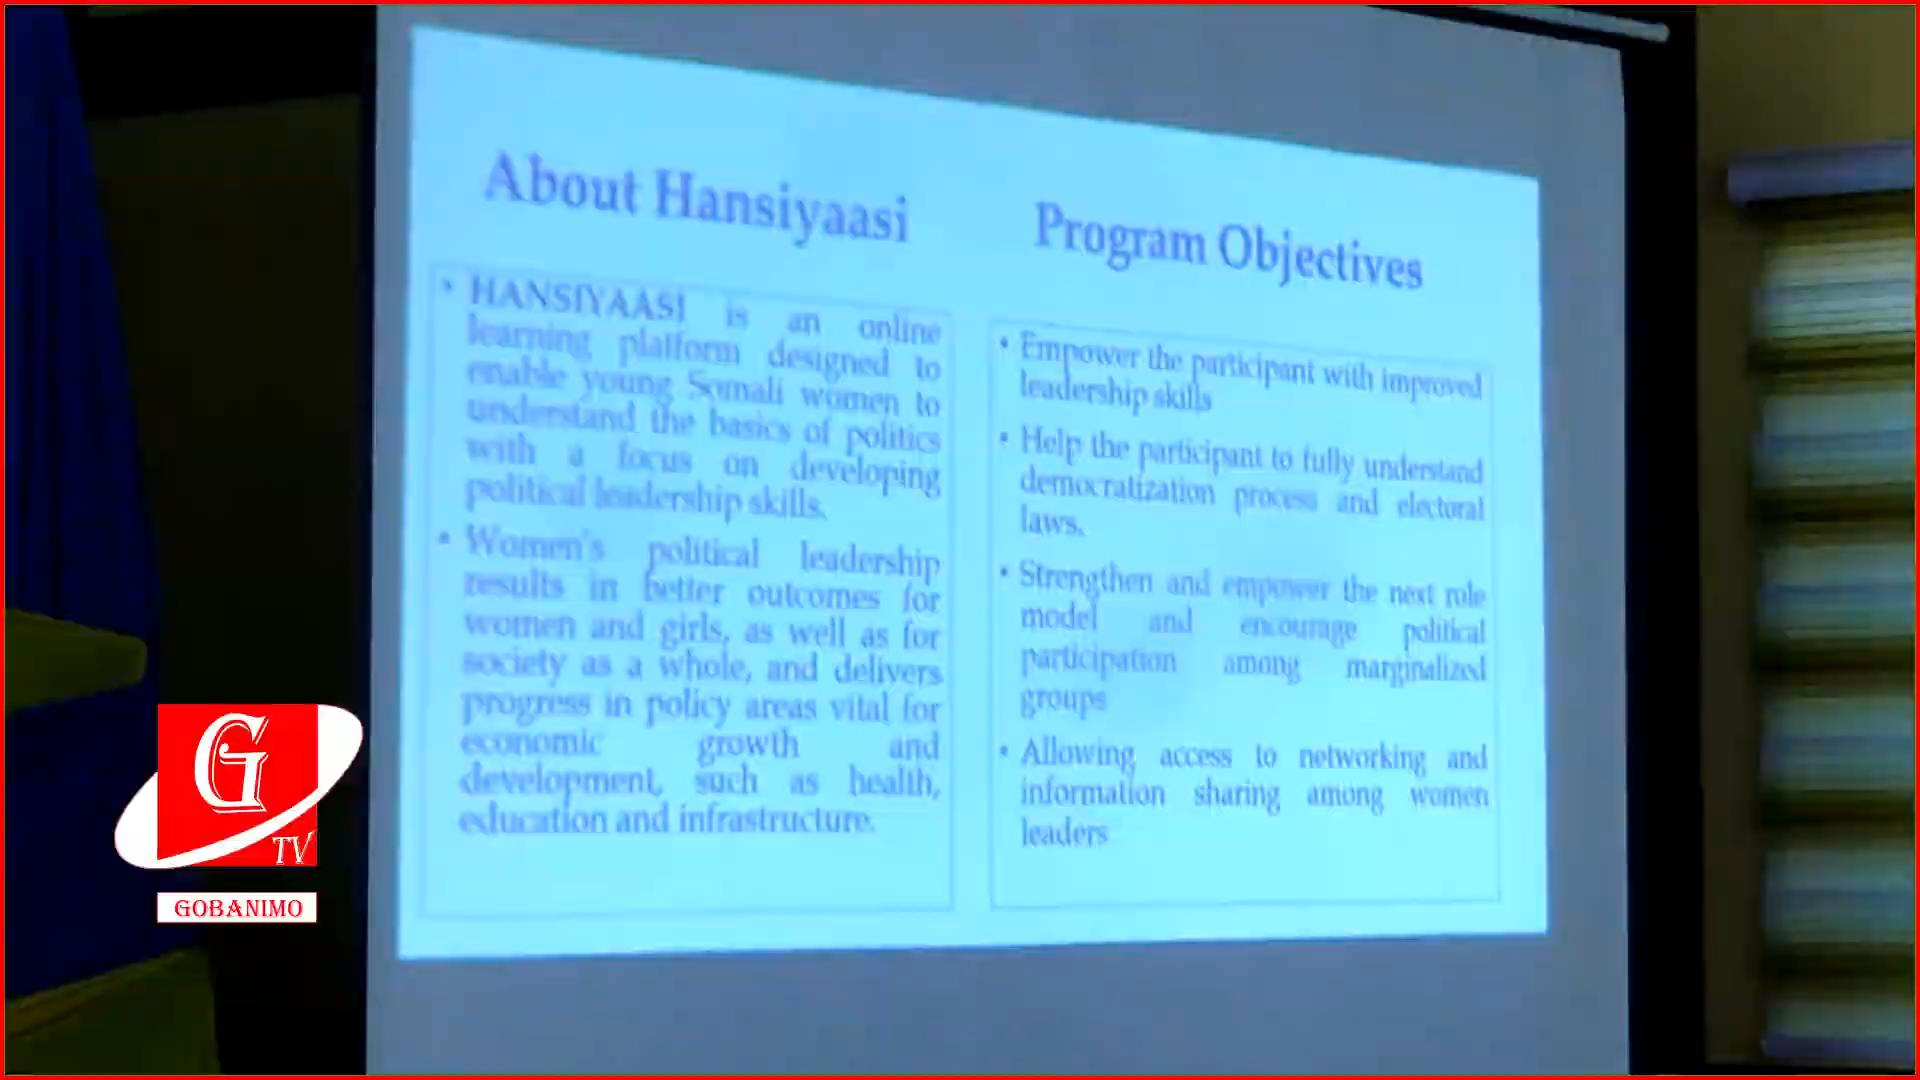 About Hansiyaasi
• HANSIYAASI is an online
learning platform designed to
enable young Somali women to
understand the basics of politics
with a focus on developing
political leadership skills.
• Women's political leadership
results in better outcomes for
women and girls, as well as for
society as a whole, and delivers
progress in policy areas vital for
economic growth and
development, such as health,
education and infrastructure.
Program Objectives
• Empower the participant with improved
leadership skills
• Help the participant to fully understand
democratization process and electoral
laws.
• Strengthen and empower the next role
model and encourage political
participation among marginalized
groups
• Allowing access to networking and
information sharing among women
leaders
G
TV
GOBANIMO